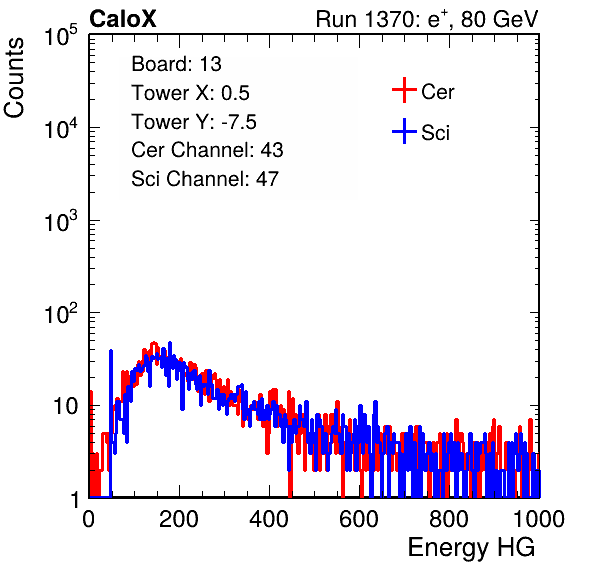 CaloX Run 1370: e⁺, 80 GeV
Board: 13
Tower X: 0.5
Tower Y: -7.5
Cer Channel: 43
Sci Channel: 47
Cer
Sci
Counts
10⁵
10⁴
10³
10²
10
1
0 200 400 600 800 1000
Energy HG